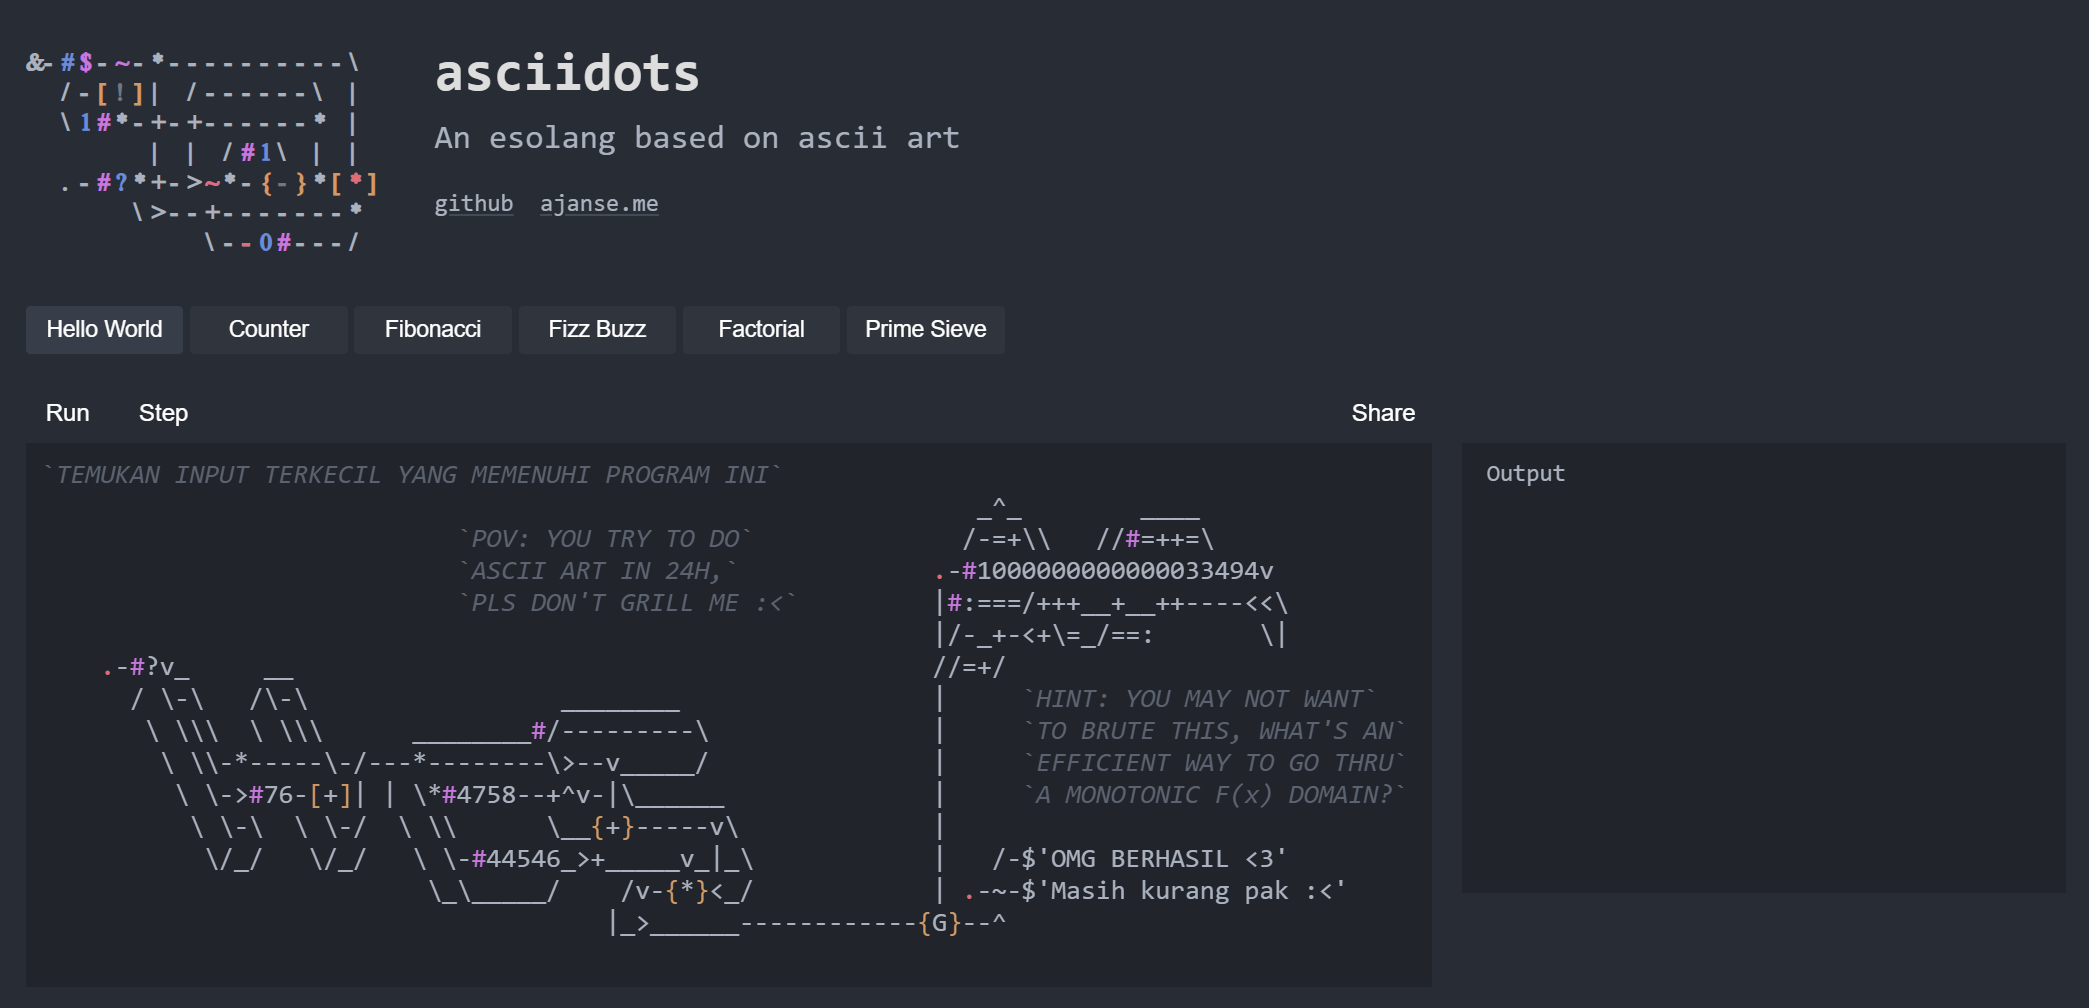 &-#$-~-*----------\
  /-[!]| /------\ |
  \1#*-+-+------* |
       | | /#1\ | |
  .-#?*+->~*-{-}*[*]
      \>--+-------*
          \--0#---/
asciidots
An esolang based on ascii art
github ajanse.me
Hello World Counter Fibonacci Fizz Buzz Factorial Prime Sieve
Run Step Share
`TEMUKAN INPUT TERKECIL YANG MEMENUHI PROGRAM INI`
Output
                                                               _^_        ____
                            `POV: YOU TRY TO DO`              /-=+\\   //#=++=\
                            `ASCII ART IN 24H,`             .-#1000000000000033494v
                            `PLS DON'T GRILL ME :<`         |#:===/+++__+__++----<<\
                                                            |/-_+-<+\=_/==:       \|
    .-#?v_     __                                           //=+/
      / \-\   /\-\                 ________                 |     `HINT: YOU MAY NOT WANT`
       \ \\\  \ \\\      ________#/---------\               |     `TO BRUTE THIS, WHAT'S AN`
        \ \\-*-----\-/---*--------\>--v_____/               |     `EFFICIENT WAY TO GO THRU`
         \ \->#76-[+]| | \*#4758--+^v-|\______              |     `A MONOTONIC F(x) DOMAIN?`
          \ \-\  \ \-/  \ \\      \__{+}-----v\             |
           \/_/   \/_/   \ \-#44546_>+_____v_|_\            |   /-$'OMG BERHASIL <3'
                          \_\_____/    /v-{*}<_/            | .-~-$'Masih kurang pak :<'
                                      |_>______------------{G}--^